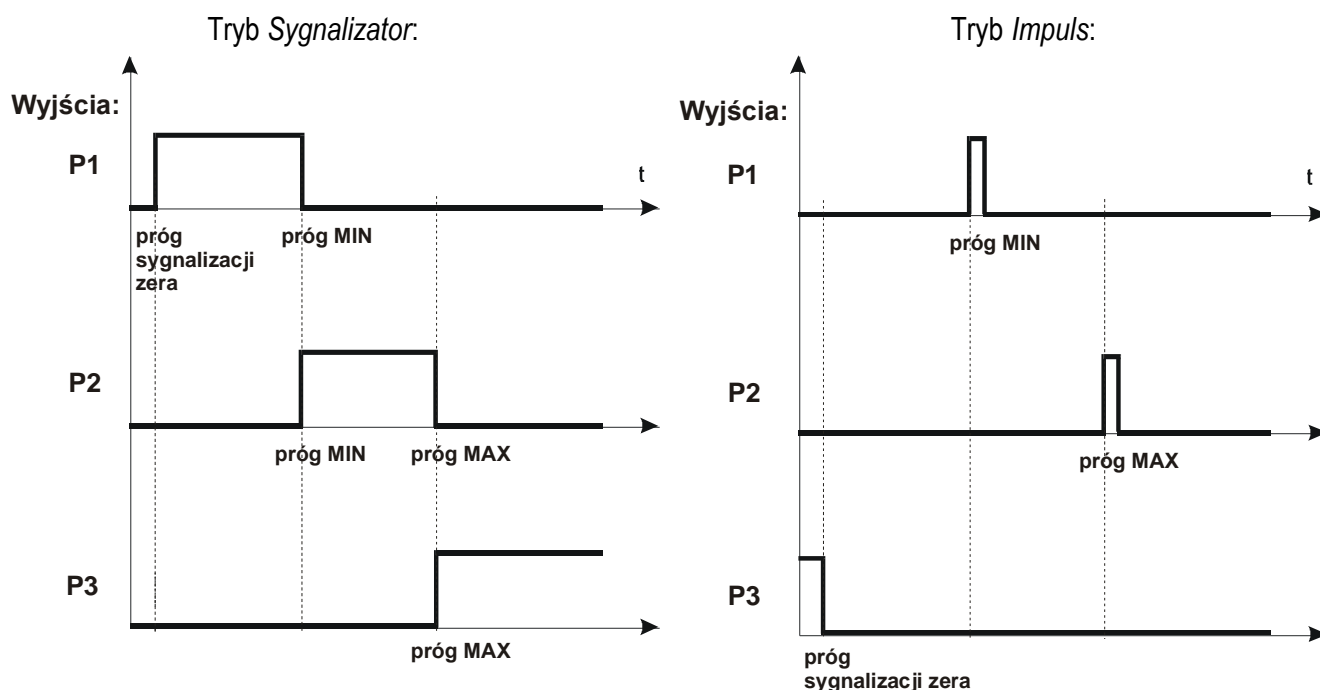 Tryb Sygnalizator:
Wyjścia:
P1
t
próg
sygnalizacji
zera
próg MIN
P2
próg MIN
próg MAX
P3
próg MAX
Tryb Impuls:
Wyjścia:
P1
t
próg MIN
P2
próg MAX
P3
próg
sygnalizacji zera